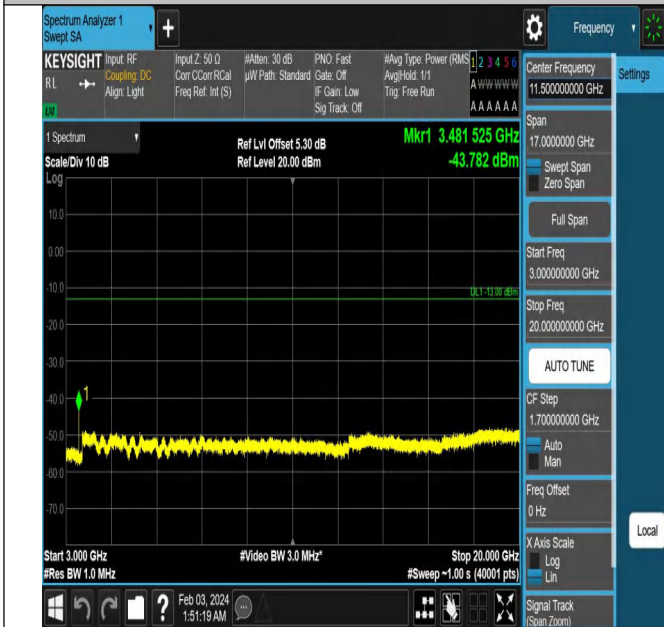 Spectrum Analyzer 1
Swept SA
Frequency
KEYSIGHT
RL
LXI
Input: RF
Coupling: DC
Align: Light
Input Z: 50 Ω
Corr CCorr RCal
Freq Ref: Int (S)
#Atten: 30 dB
µW Path: Standard
PNO: Fast
Gate: Off
IF Gain: Low
Sig Track: Off
#Avg Type: Power (RMS
Avg|Hold: 1/1
Trig: Free Run
1 2 3 4 5 6
A W W W W W
A A A A A A
1 Spectrum
Scale/Div 10 dB
Log
Ref Lvl Offset 5.30 dB
Ref Level 20.00 dBm
Mkr1 3.481 525 GHz
-43.782 dBm
10.0
0.00
-10.0
DL1 -13.00 dBm
-20.0
-30.0
-40.0
1
-50.0
-60.0
-70.0
Start 3.000 GHz
#Res BW 1.0 MHz
#Video BW 3.0 MHz*
Stop 20.000 GHz
#Sweep ~1.00 s (40001 pts)
Feb 03, 2024
1:51:19 AM
Center Frequency
11.500000000 GHz
Settings
Span
17.0000000 GHz
Swept Span
Zero Span
Full Span
Start Freq
3.000000000 GHz
Stop Freq
20.000000000 GHz
AUTO TUNE
CF Step
1.700000000 GHz
Auto
Man
Freq Offset
0 Hz
Local
X Axis Scale
Log
Lin
Signal Track
(Span Zoom)